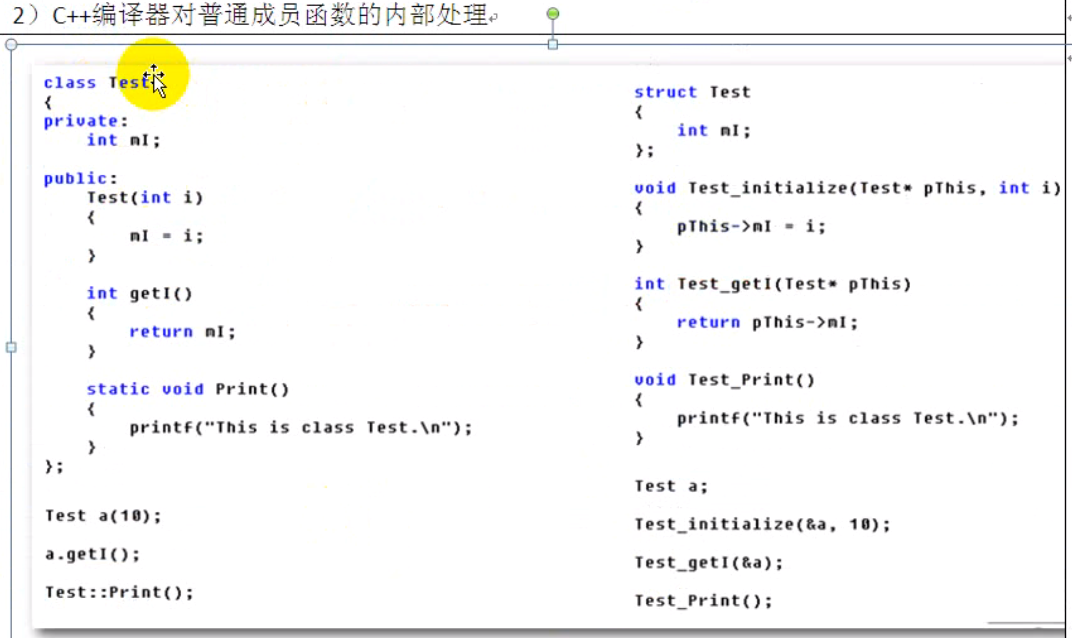 2）C++编译器对普通成员函数的内部处理
class Test
{
private:
    int mI;
public:
    Test(int i)
    {
        mI = i;
    }
    int getI()
    {
        return mI;
    }
    static void Print()
    {
        printf("This is class Test.\n");
    }
};
Test a(10);
a.getI();
Test::Print();
struct Test
{
    int mI;
};
void Test_initialize(Test* pThis, int i)
{
    pThis->mI = i;
}
int Test_getI(Test* pThis)
{
    return pThis->mI;
}
void Test_Print()
{
    printf("This is class Test.\n");
}
Test a;
Test_initialize(&a, 10);
Test_getI(&a);
Test_Print();